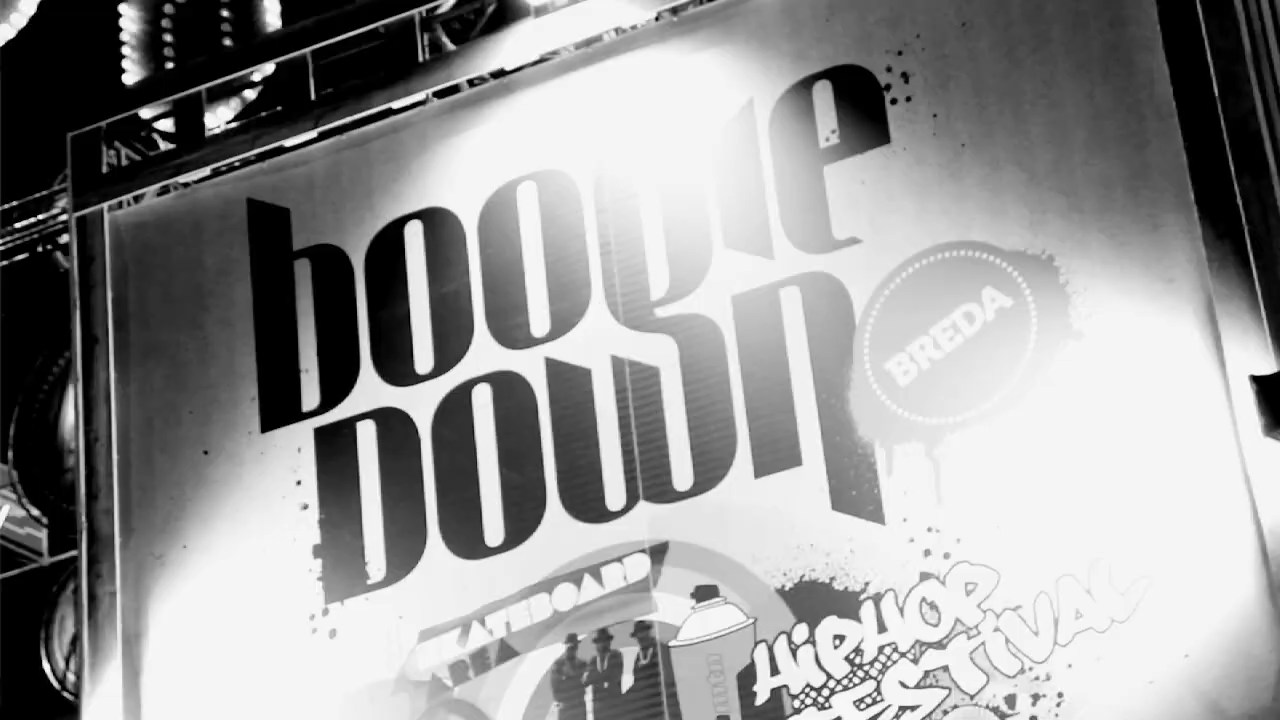 boogie
Down
BREDA
SKATEBOARD
HiPHOP
FESTIVAL